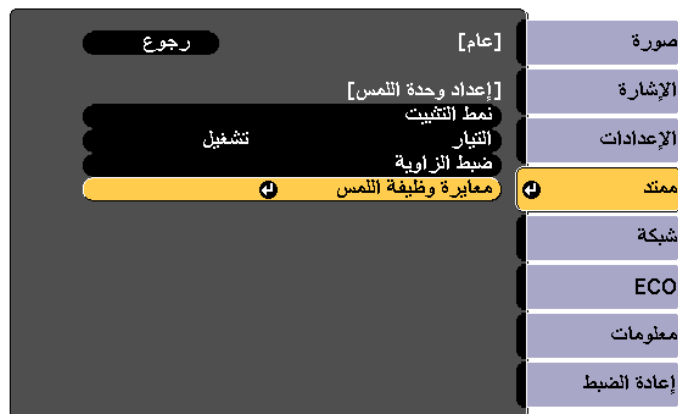 صورة
الإشارة
الإعدادات
ممتد
شبكة
ECO
معلومات
إعادة الضبط
[عام] رجوع
[إعداد وحدة اللمس]
نمط التثبيت
التيار تشغيل
ضبط الزاوية
معايرة وظيفة اللمس